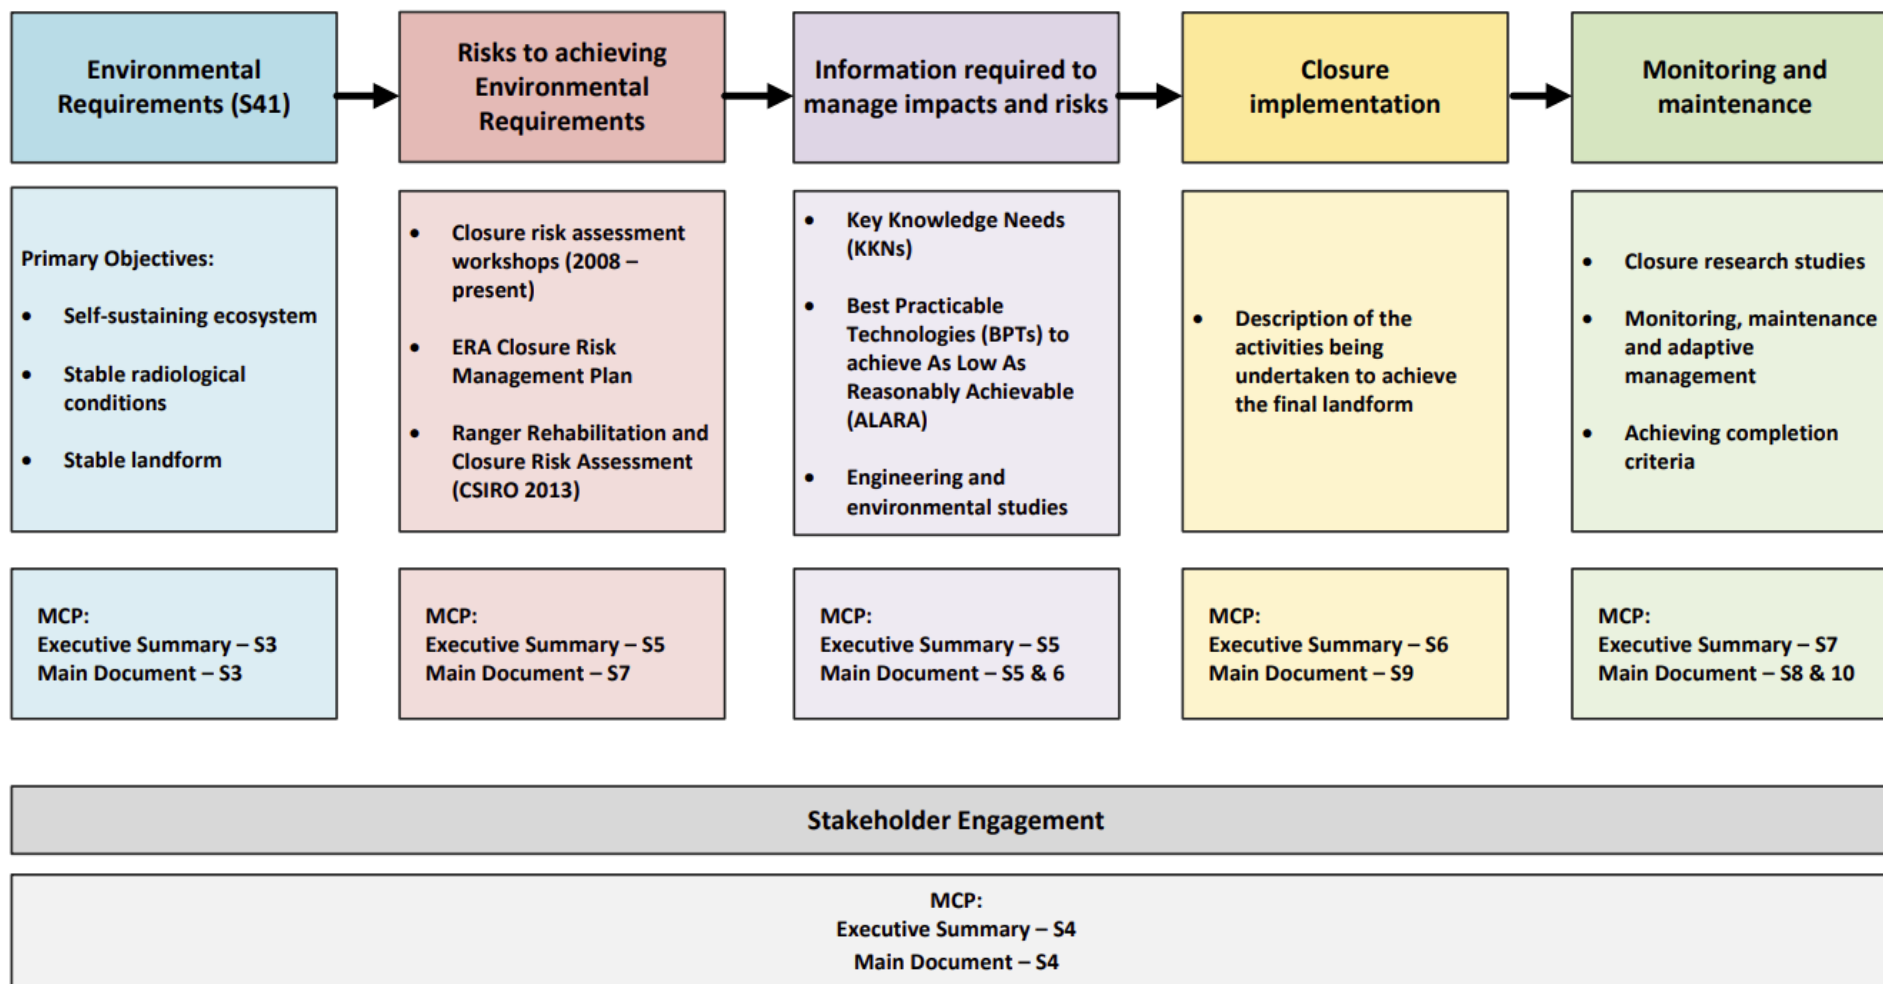 Environmental
Requirements (S41)
Risks to achieving
Environmental
Requirements
Information required to
manage impacts and risks
Closure
implementation
Monitoring and
maintenance
Primary Objectives:
• Self-sustaining ecosystem
• Stable radiological
conditions
• Stable landform
• Closure risk assessment
workshops (2008 –
present)
• ERA Closure Risk
Management Plan
• Ranger Rehabilitation and
Closure Risk Assessment
(CSIRO 2013)
• Key Knowledge Needs
(KKNs)
• Best Practicable
Technologies (BPTs) to
achieve As Low As
Reasonably Achievable
(ALARA)
• Engineering and
environmental studies
• Description of the
activities being
undertaken to achieve
the final landform
• Closure research studies
• Monitoring, maintenance
and adaptive
management
• Achieving completion
criteria
MCP:
Executive Summary – S3
Main Document – S3
MCP:
Executive Summary – S5
Main Document – S7
MCP:
Executive Summary – S5
Main Document – S5 & 6
MCP:
Executive Summary – S6
Main Document – S9
MCP:
Executive Summary – S7
Main Document – S8 & 10
Stakeholder Engagement
MCP:
Executive Summary – S4
Main Document – S4